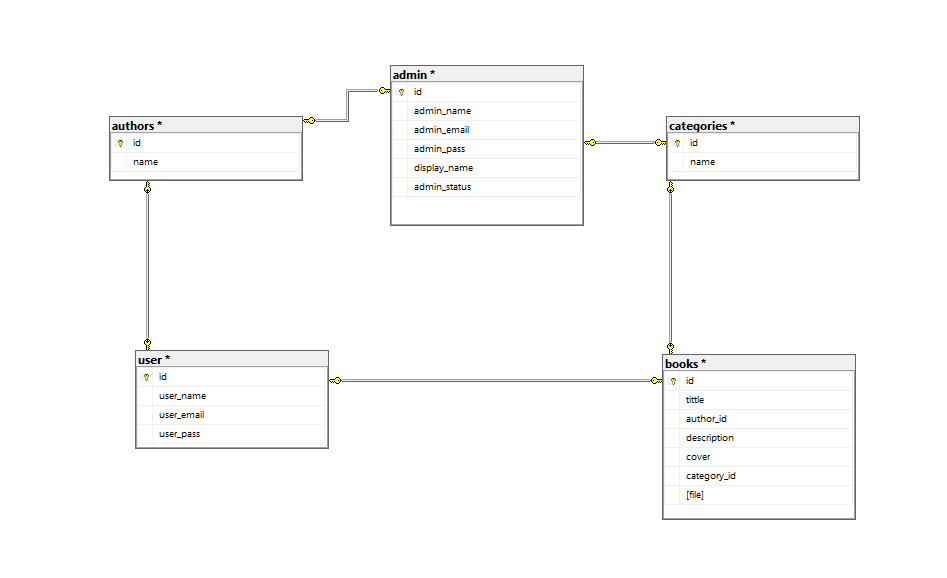 admin *
id
admin_name
admin_email
admin_pass
display_name
admin_status
authors *
id
name
categories *
id
name
user *
id
user_name
user_email
user_pass
books *
id
tittle
author_id
description
cover
category_id
[file]